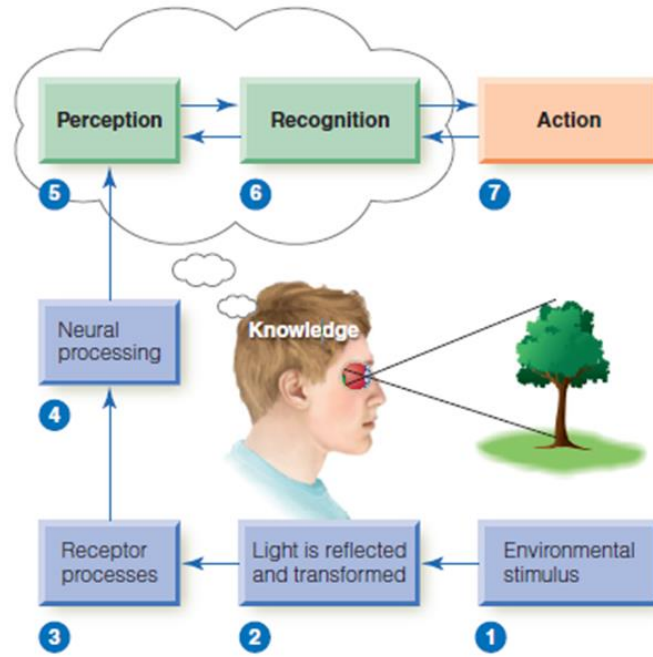 Perception
Recognition
Action
5
6
7
Neural
processing
Knowledge
4
Receptor
processes
Light is reflected
and transformed
Environmental
stimulus
3
2
1